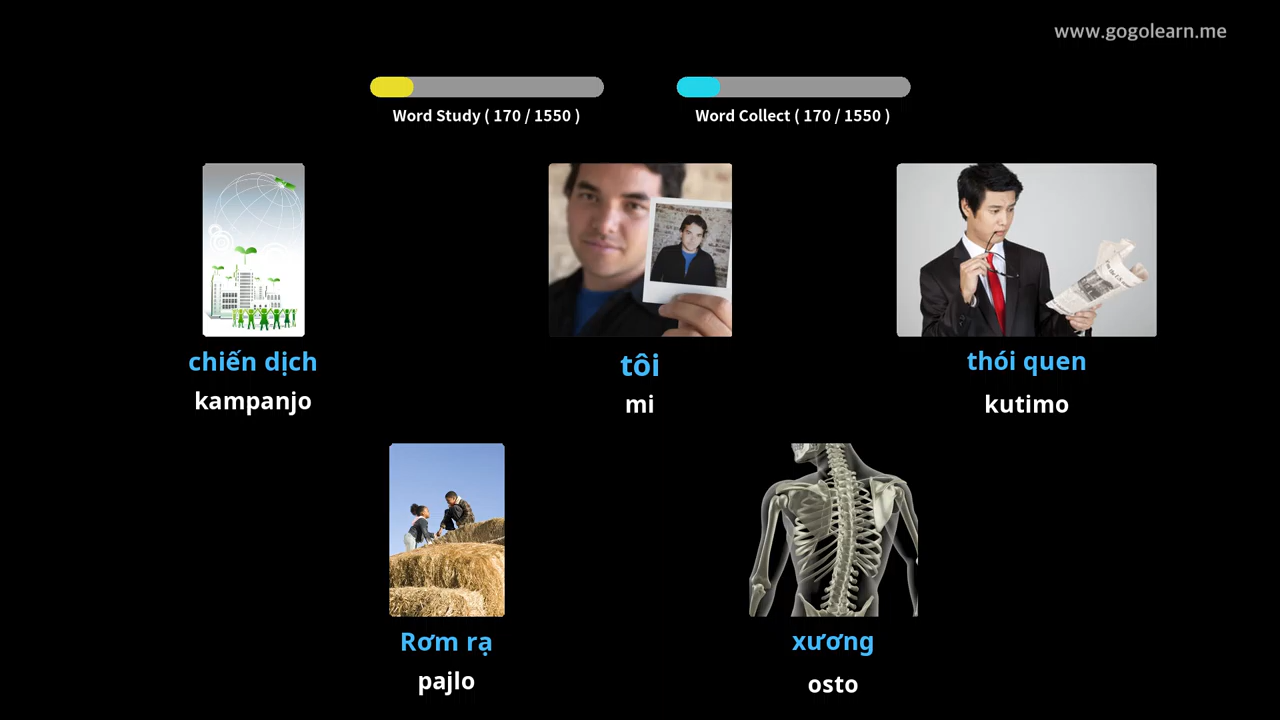 www.gogolearn.me
Word Study ( 170 / 1550 )
Word Collect ( 170 / 1550 )
chiến dịch
kampanjo
tôi
mi
thói quen
kutimo
Rơm rạ
pajlo
xương
osto